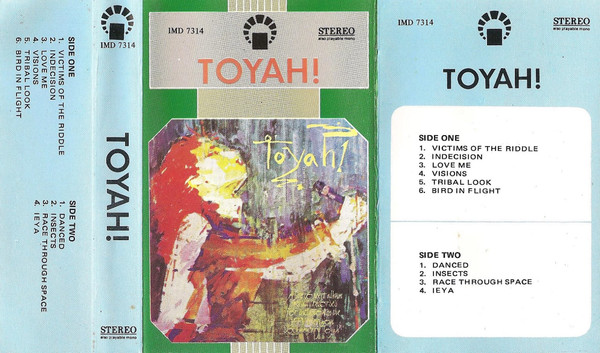 SIDE ONE
1. VICTIMS OF THE RIDDLE
2. INDECISION
3. LOVE ME
4. VISIONS
5. TRIBAL LOOK
6. BIRD IN FLIGHT
SIDE TWO
1. DANCED
2. INSECTS
3. RACE THROUGH SPACE
4. IEYA
IMD 7314
TOYAH!
STEREO
also playable mono
IMD 7314
STEREO
also playable mono
TOYAH!
toyah!
IMD 7314
STEREO
also playable mono
TOYAH!
SIDE ONE
1. VICTIMS OF THE RIDDLE
2. INDECISION
3. LOVE ME
4. VISIONS
5. TRIBAL LOOK
6. BIRD IN FLIGHT
SIDE TWO
1. DANCED
2. INSECTS
3. RACE THROUGH SPACE
4. IEYA